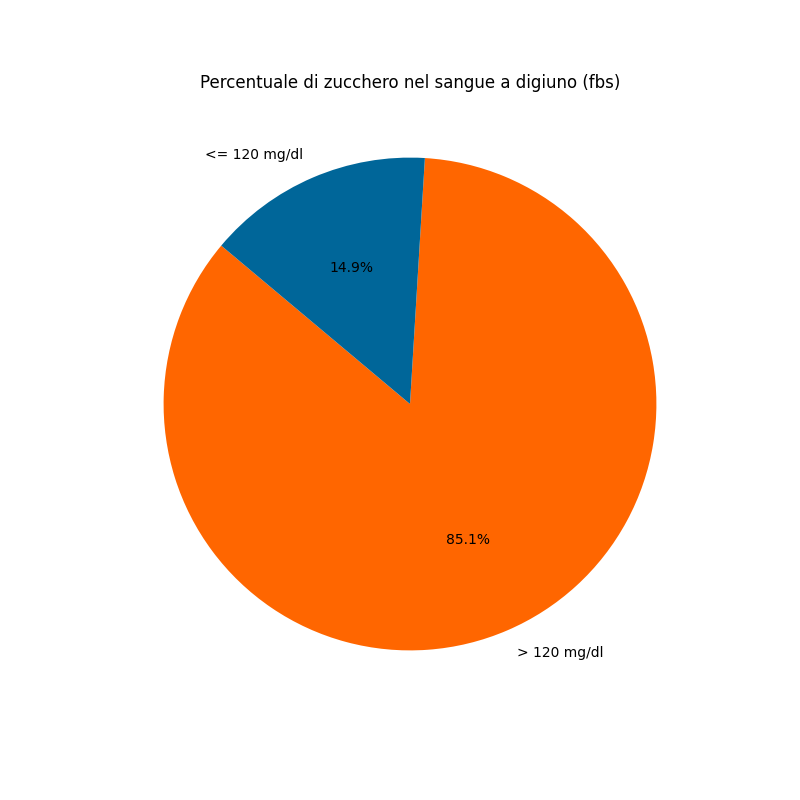 Percentuale di zucchero nel sangue a digiuno (fbs)
<= 120 mg/dl
14.9%
85.1%
> 120 mg/dl